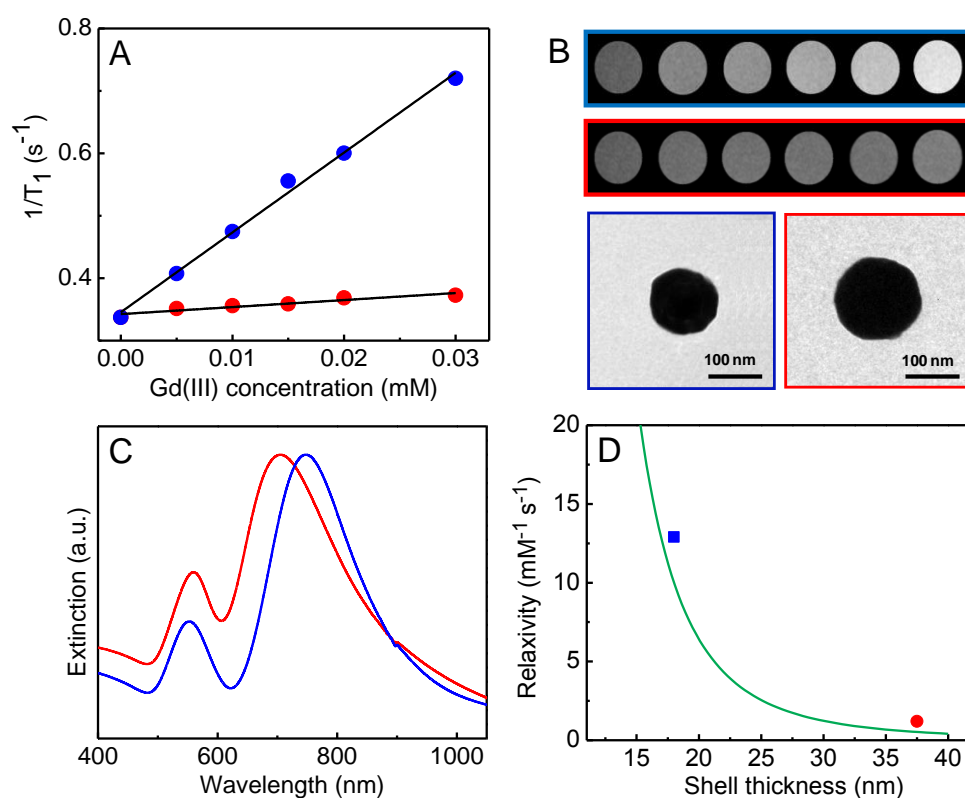 A
1/T1 (s-1)
0.8
0.6
0.4
0.00 0.01 0.02 0.03
Gd(III) concentration (mM)
B
100 nm
100 nm
C
Extinction (a.u.)
400 600 800 1000
Wavelength (nm)
D
Relaxivity (mM-1 s-1)
20
15
10
5
0
15 20 25 30 35 40
Shell thickness (nm)